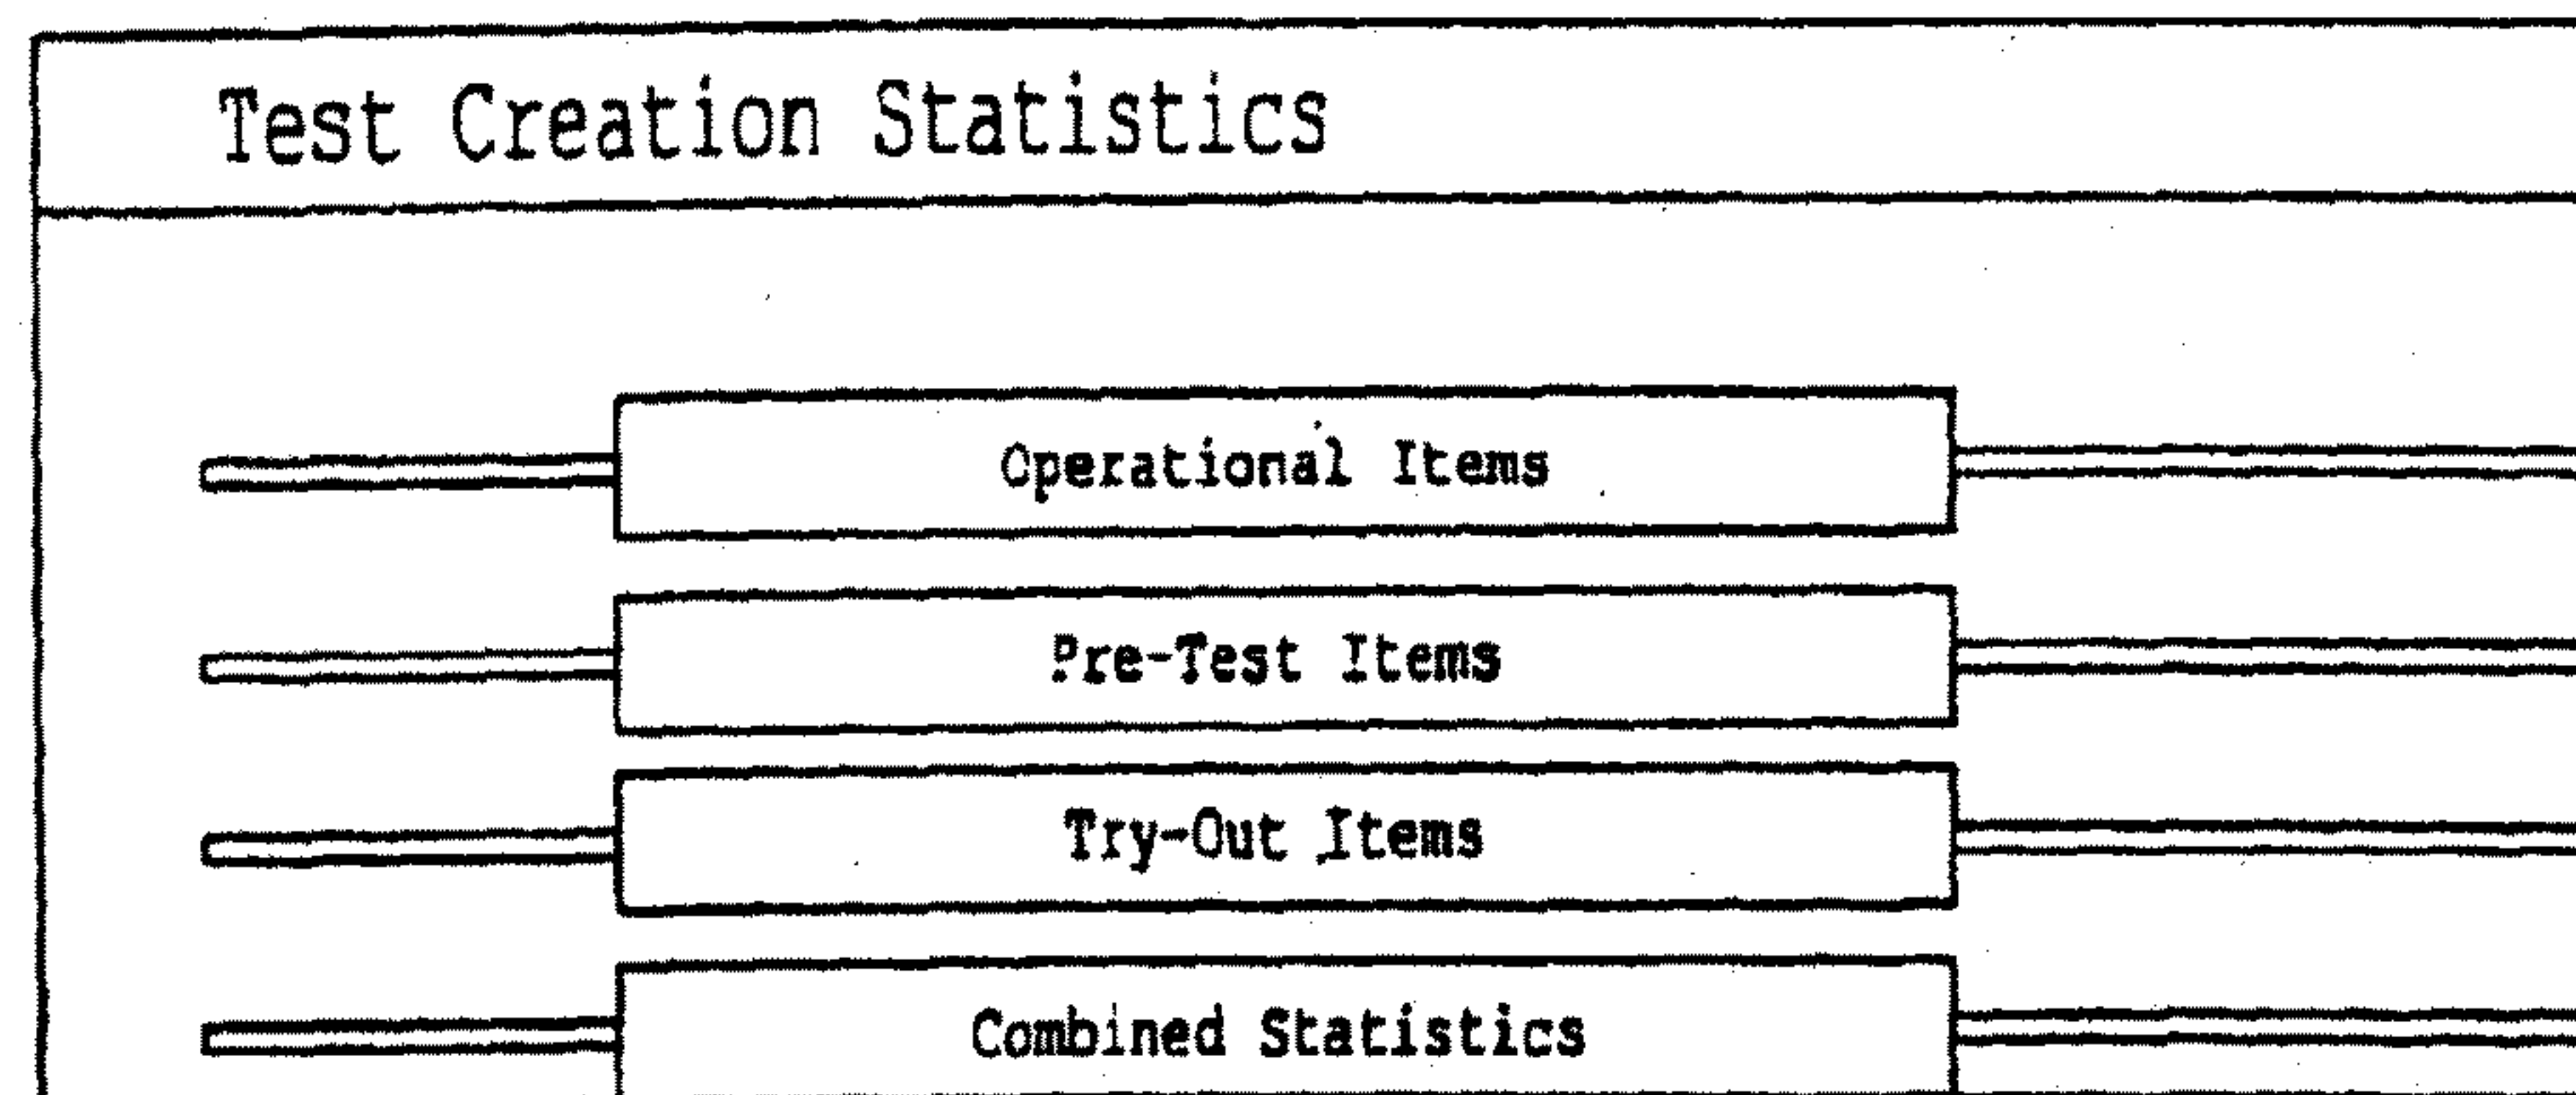 Test Creation Statistics
Operational Items
Pre-Test Items
Try-Out Items
Combined Statistics